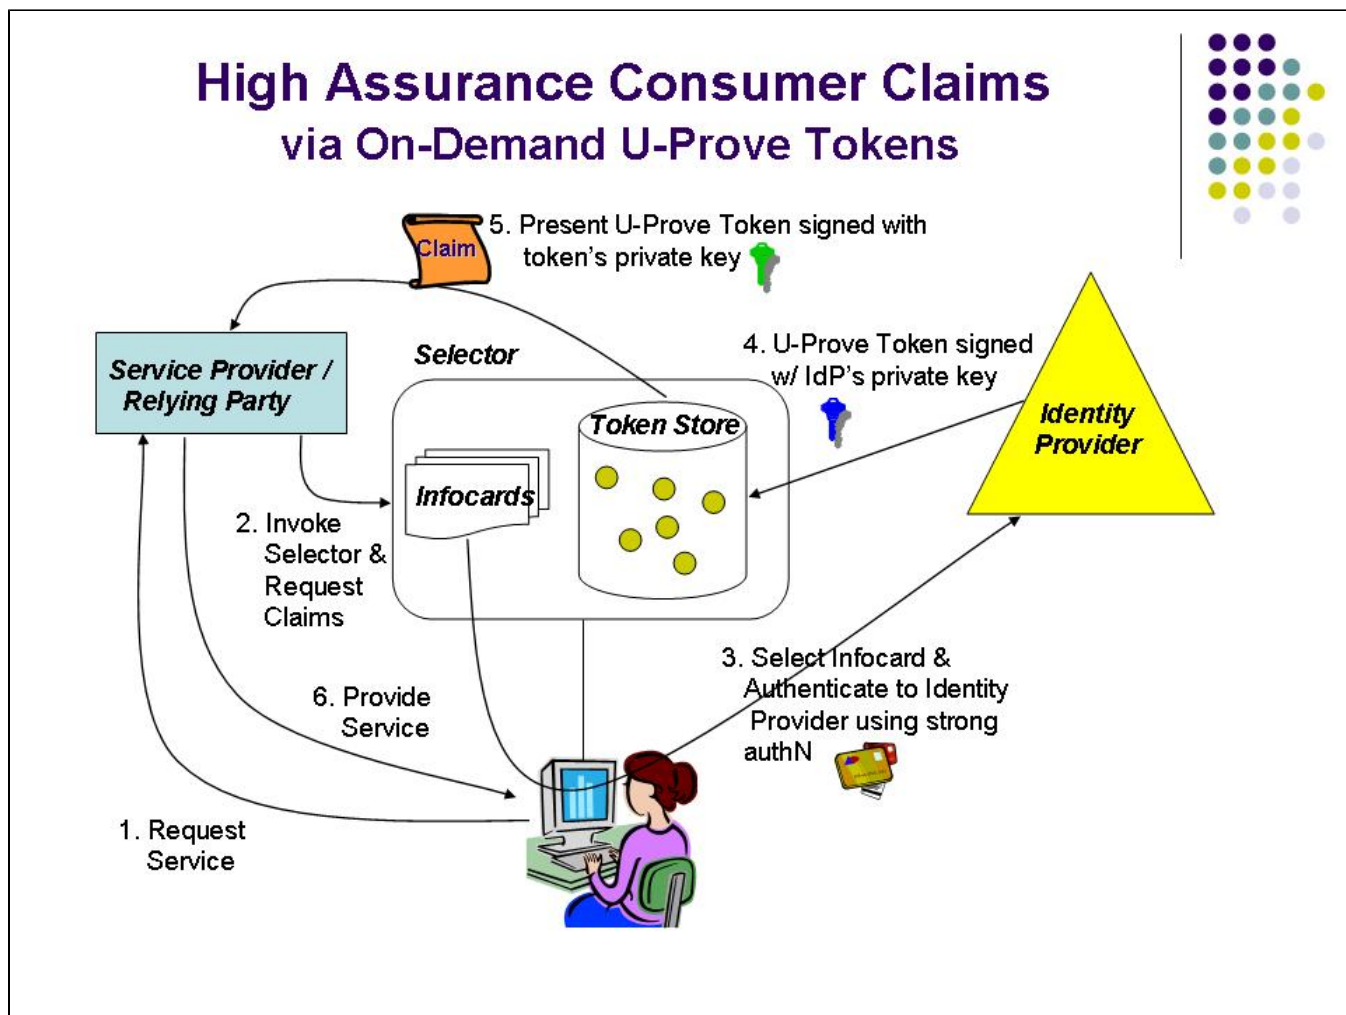 High Assurance Consumer Claims
via On-Demand U-Prove Tokens
Claim
5. Present U-Prove Token signed with
token's private key
Service Provider /
Relying Party
Selector
4. U-Prove Token signed
w/ IdP's private key
Identity
Provider
Token Store
Infocards
2. Invoke
Selector &
Request
Claims
3. Select Infocard &
Authenticate to Identity
Provider using strong
authN
6. Provide
Service
1. Request
Service